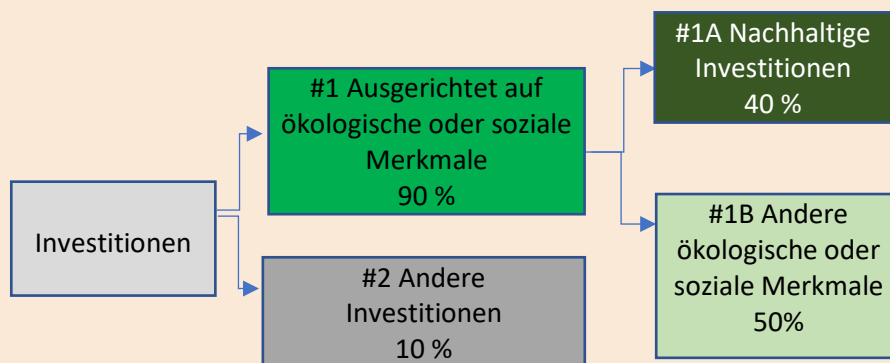 Investitionen
#1 Ausgerichtet auf
ökologische oder soziale
Merkmale
90 %
#2 Andere
Investitionen
10 %
#1A Nachhaltige
Investitionen
40 %
#1B Andere
ökologische oder
soziale Merkmale
50%